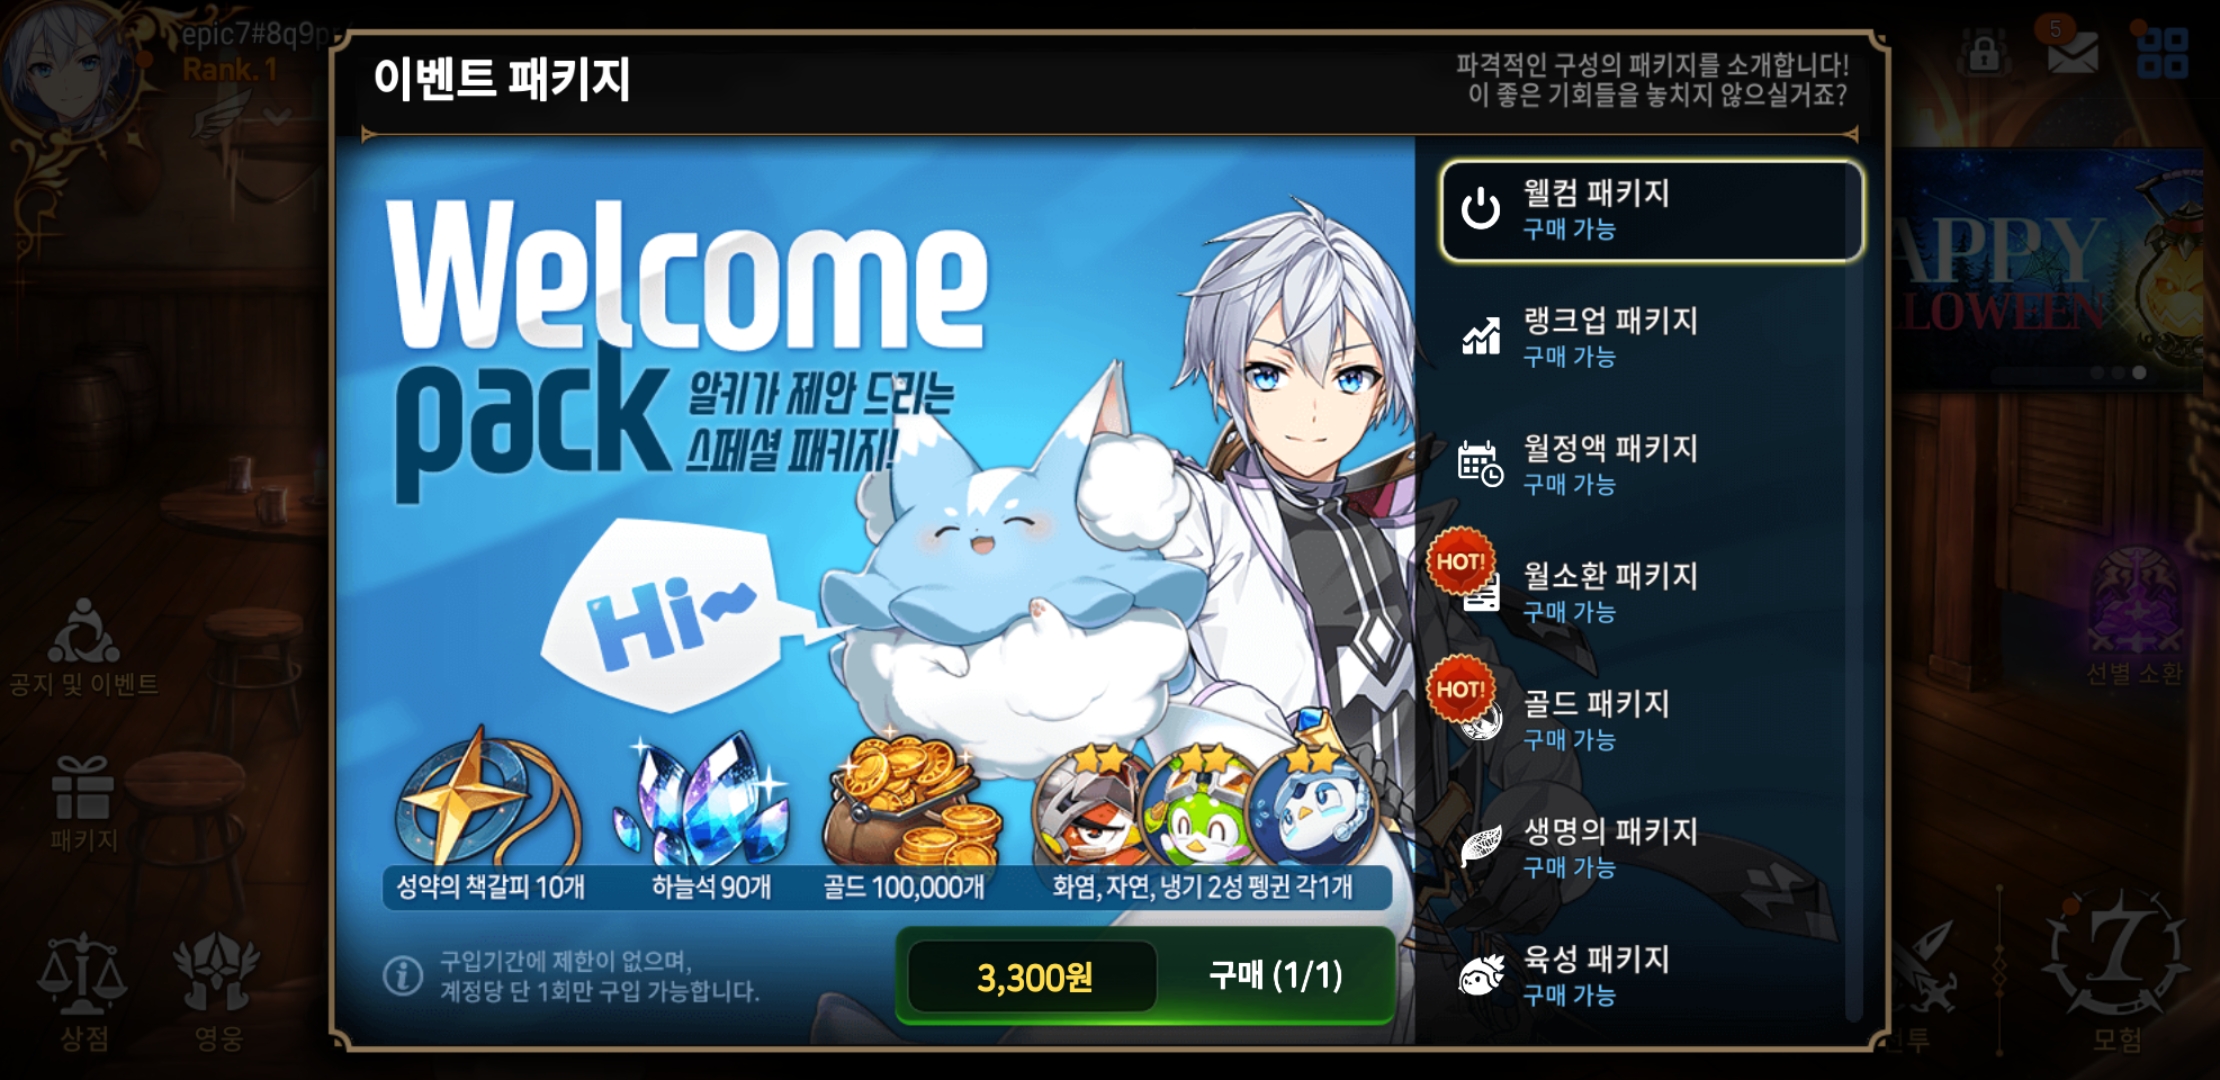 epic7#8q9p
Rank.1
이벤트 패키지
파격적인 구성의 패키지를 소개합니다!
이 좋은 기회들을 놓치지 않으실거죠?
5
Welcome
pack
알키가 제안 드리는
스페셜 패키지!
Hi~
성약의 책갈피 10개
하늘석 90개
골드 100,000개
화염, 자연, 냉기 2성 펭귄 각1개
구입기간에 제한이 없으며,
계정당 단 1회만 구입 가능합니다.
3,300원
구매 (1/1)
웰컴 패키지
구매 가능
랭크업 패키지
구매 가능
월정액 패키지
구매 가능
HOT!
월소환 패키지
구매 가능
HOT!
골드 패키지
구매 가능
생명의 패키지
구매 가능
육성 패키지
구매 가능
공지 및 이벤트
패키지
상점
영웅
APPY
LLOWEEN
선별 소환
7
모험